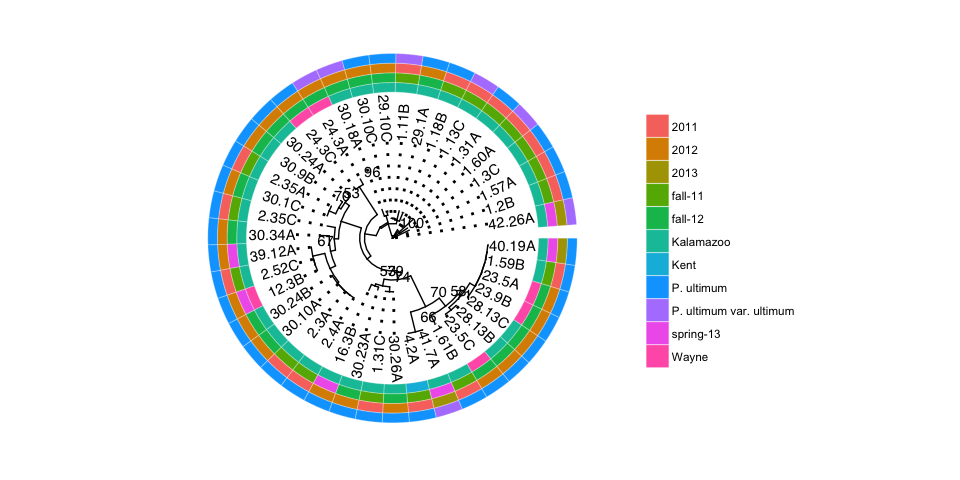 29.10C
1.11B
29.1A
1.18B
1.13C
1.31A
1.60A
1.3C
1.57A
1.2B
42.26A
40.19A
1.59B
23.5A
23.9B
28.13C
28.13B
23.5C
1.61B
41.7A
4.2A
30.26A
1.31C
30.23A
16.3B
2.4A
2.3A
30.10A
30.24B
12.3B
2.52C
39.12A
30.34A
2.35C
30.1C
2.35A
30.9B
30.24A
24.3C
24.3A
30.18A
30.10C
96
53
100
67
70
66
2011
2012
2013
fall-11
fall-12
Kalamazoo
Kent
P. ultimum
P. ultimum var. ultimum
spring-13
Wayne